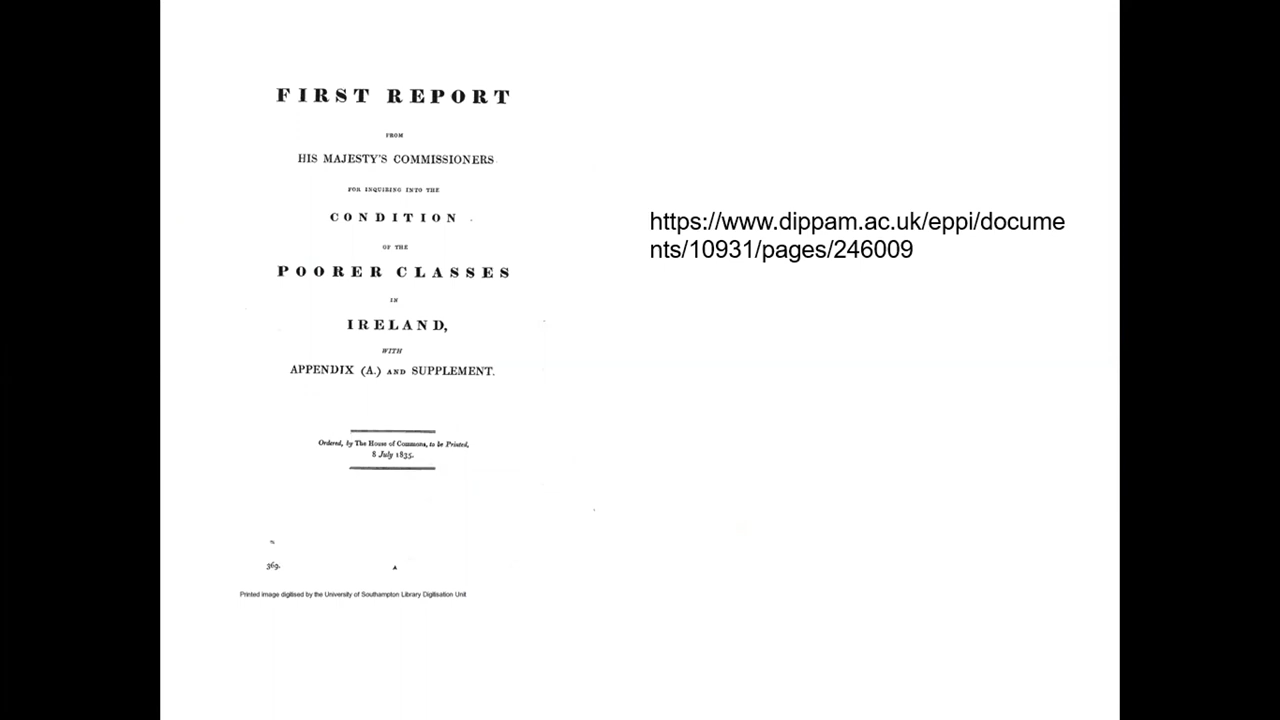 FIRST REPORT
FROM
HIS MAJESTY'S COMMISSIONERS
FOR INQUIRING INTO THE
CONDITION
OF THE
POORER CLASSES
IN
IRELAND,
WITH
APPENDIX (A.) AND SUPPLEMENT.
Ordered, by The House of Commons, to be Printed,
8 July 1835.
369.
A
Printed image digitised by the University of Southampton Library Digitisation Unit
https://www.dippam.ac.uk/eppi/docume
nts/10931/pages/246009